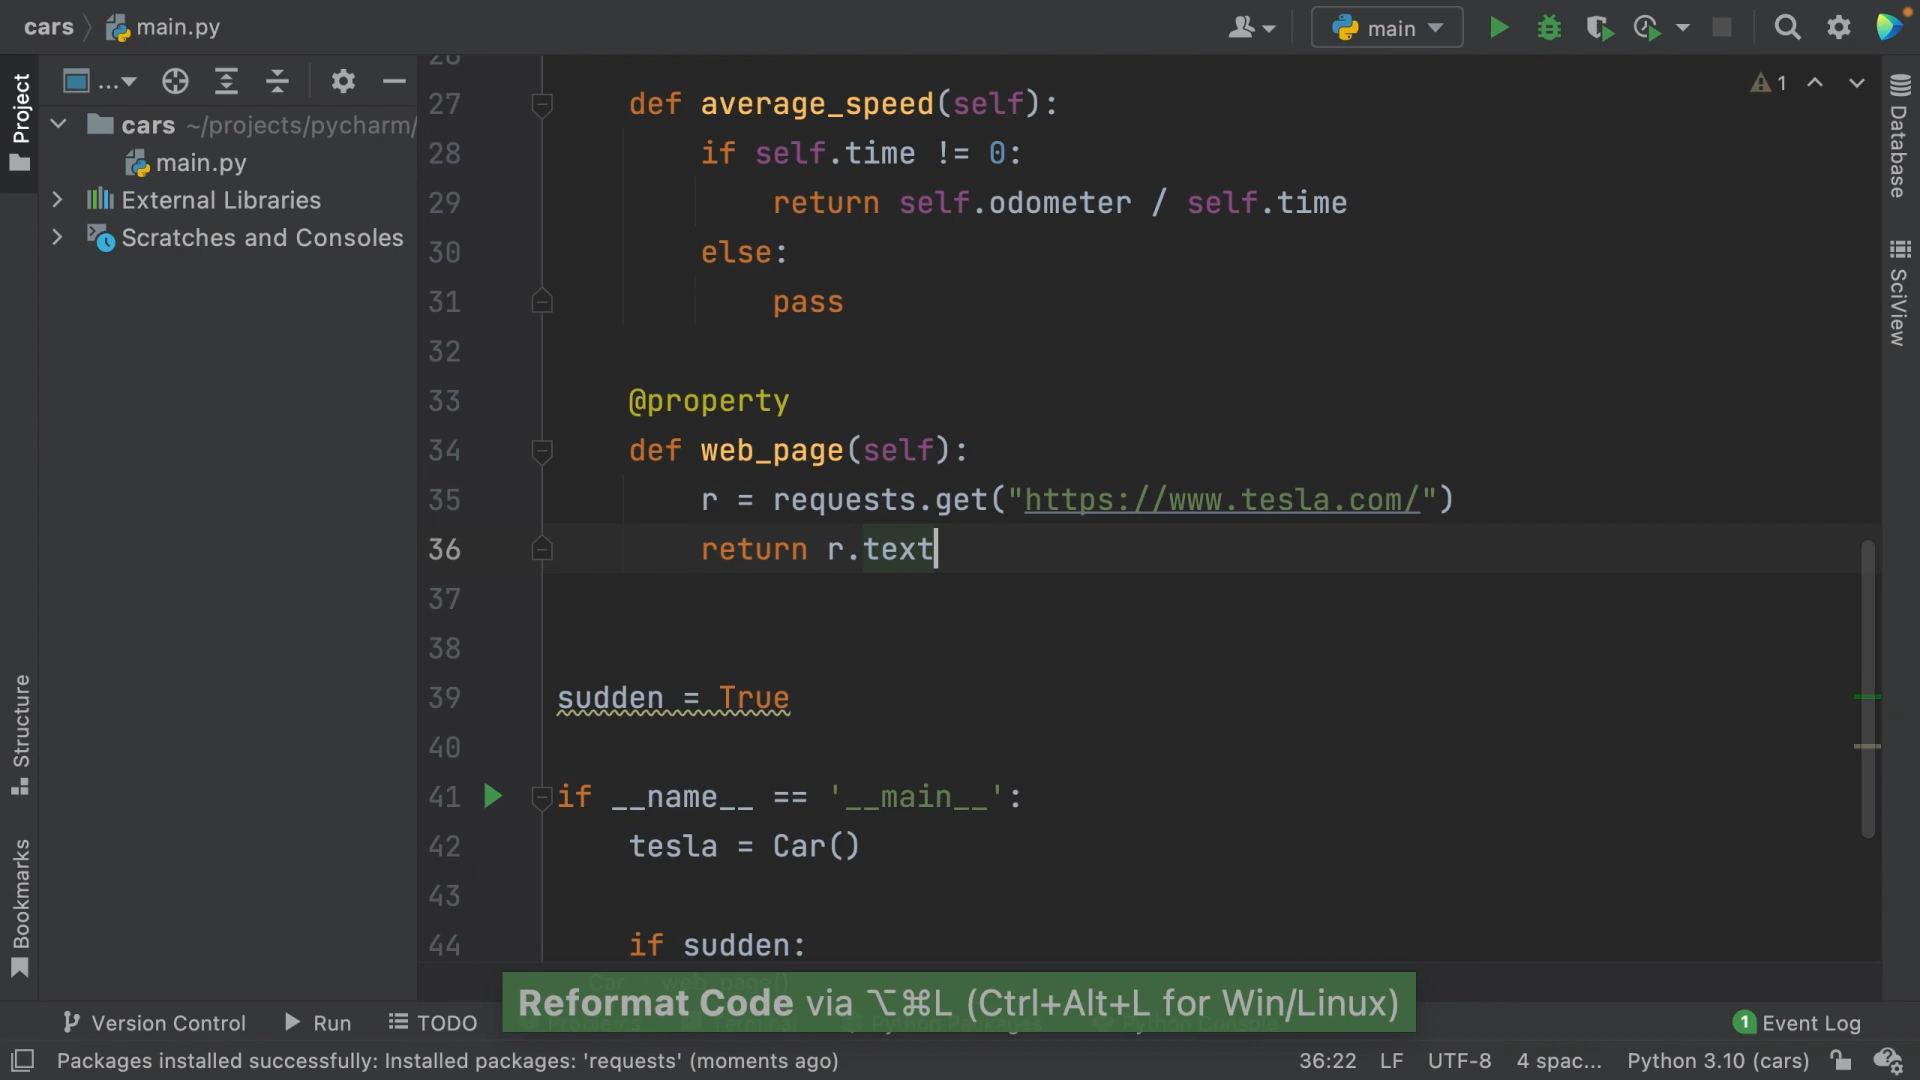 cars
main.py
main
Project
...
cars ~/projects/pycharm/
main.py
External Libraries
Scratches and Consoles
Structure
Bookmarks
27 def average_speed(self):
28 if self.time != 0:
29 return self.odometer / self.time
30 else:
31 pass
32
33 @property
34 def web_page(self):
35 r = requests.get("https://www.tesla.com/")
36 return r.text
37
38
39 sudden = True
40
41 if __name__ == '__main__':
42 tesla = Car()
43
44 if sudden:
1
Database
SciView
Reformat Code via ⌥⌘L (Ctrl+Alt+L for Win/Linux)
Version Control
Run
TODO
1 Event Log
Packages installed successfully: Installed packages: 'requests' (moments ago)
36:22 LF UTF-8 4 spac... Python 3.10 (cars)